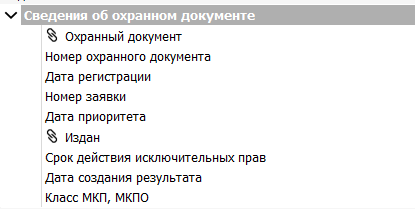 Сведения об охранном документе
Охранный документ
Номер охранного документа
Дата регистрации
Номер заявки
Дата приоритета
Издан
Срок действия исключительных прав
Дата создания результата
Класс МКП, МКПО